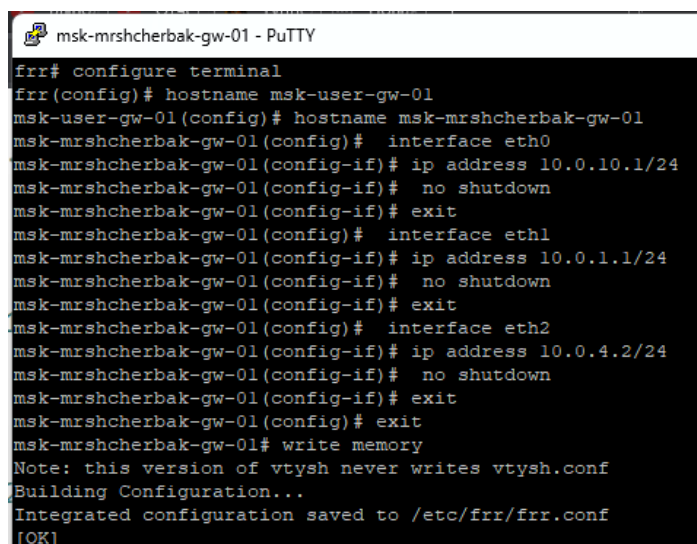 msk-mrshcherbak-gw-01 - PuTTY
frr# configure terminal
frr(config)# hostname msk-user-gw-01
msk-user-gw-01(config)# hostname msk-mrshcherbak-gw-01
msk-mrshcherbak-gw-01(config)#  interface eth0
msk-mrshcherbak-gw-01(config-if)# ip address 10.0.10.1/24
msk-mrshcherbak-gw-01(config-if)#  no shutdown
msk-mrshcherbak-gw-01(config-if)# exit
msk-mrshcherbak-gw-01(config)#  interface eth1
msk-mrshcherbak-gw-01(config-if)# ip address 10.0.1.1/24
msk-mrshcherbak-gw-01(config-if)#  no shutdown
msk-mrshcherbak-gw-01(config-if)# exit
msk-mrshcherbak-gw-01(config)#  interface eth2
msk-mrshcherbak-gw-01(config-if)# ip address 10.0.4.2/24
msk-mrshcherbak-gw-01(config-if)#  no shutdown
msk-mrshcherbak-gw-01(config-if)# exit
msk-mrshcherbak-gw-01(config)# exit
msk-mrshcherbak-gw-01# write memory
Note: this version of vtysh never writes vtysh.conf
Building Configuration...
Integrated configuration saved to /etc/frr/frr.conf
[OK]